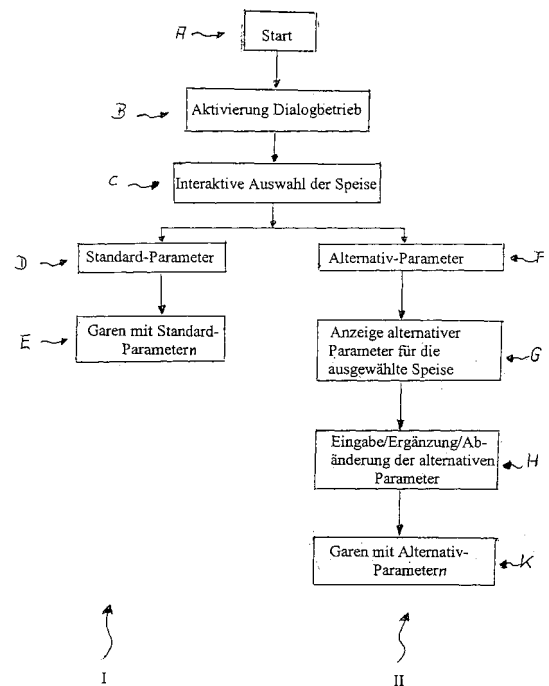 A
Start
B
Aktivierung Dialogbetrieb
C
Interaktive Auswahl der Speise
D
Standard-Parameter
Alternativ-Parameter
F
E
Garen mit Standard-
Parametern
Anzeige alternativer
Parameter für die
ausgewählte Speise
G
Eingabe/Ergänzung/Ab-
änderung der alternativen
Parameter
H
Garen mit Alternativ-
Parametern
K
I
II